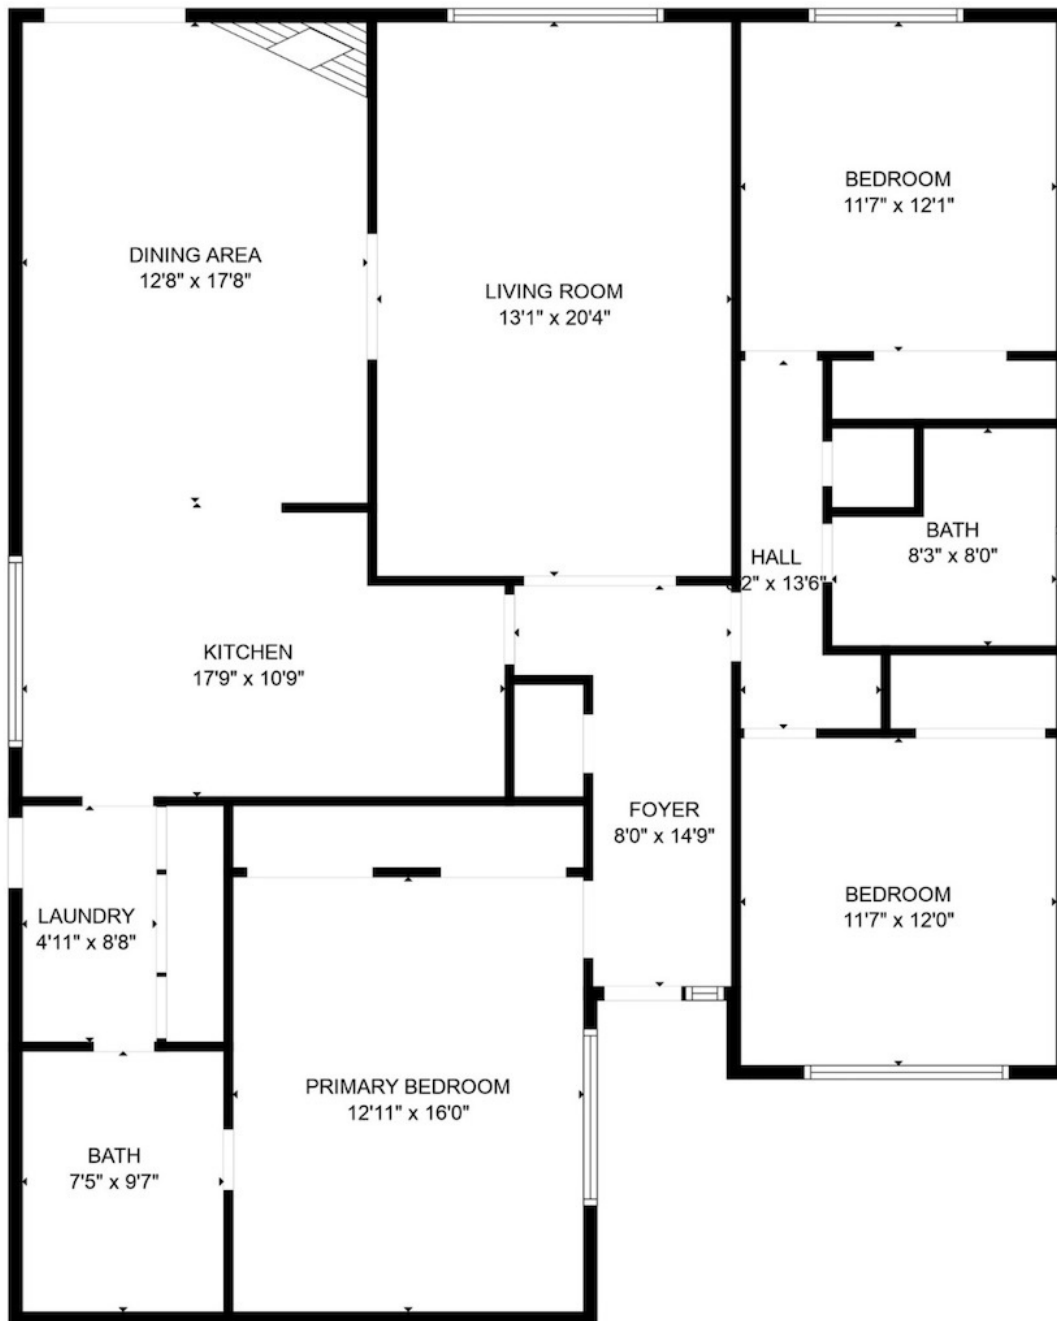 BEDROOM
11'7" x 12'1"
DINING AREA
12'8" x 17'8"
LIVING ROOM
13'1" x 20'4"
BATH
8'3" x 8'0"
HALL
2" x 13'6"
KITCHEN
17'9" x 10'9"
FOYER
8'0" x 14'9"
BEDROOM
11'7" x 12'0"
LAUNDRY
4'11" x 8'8"
PRIMARY BEDROOM
12'11" x 16'0"
BATH
7'5" x 9'7"